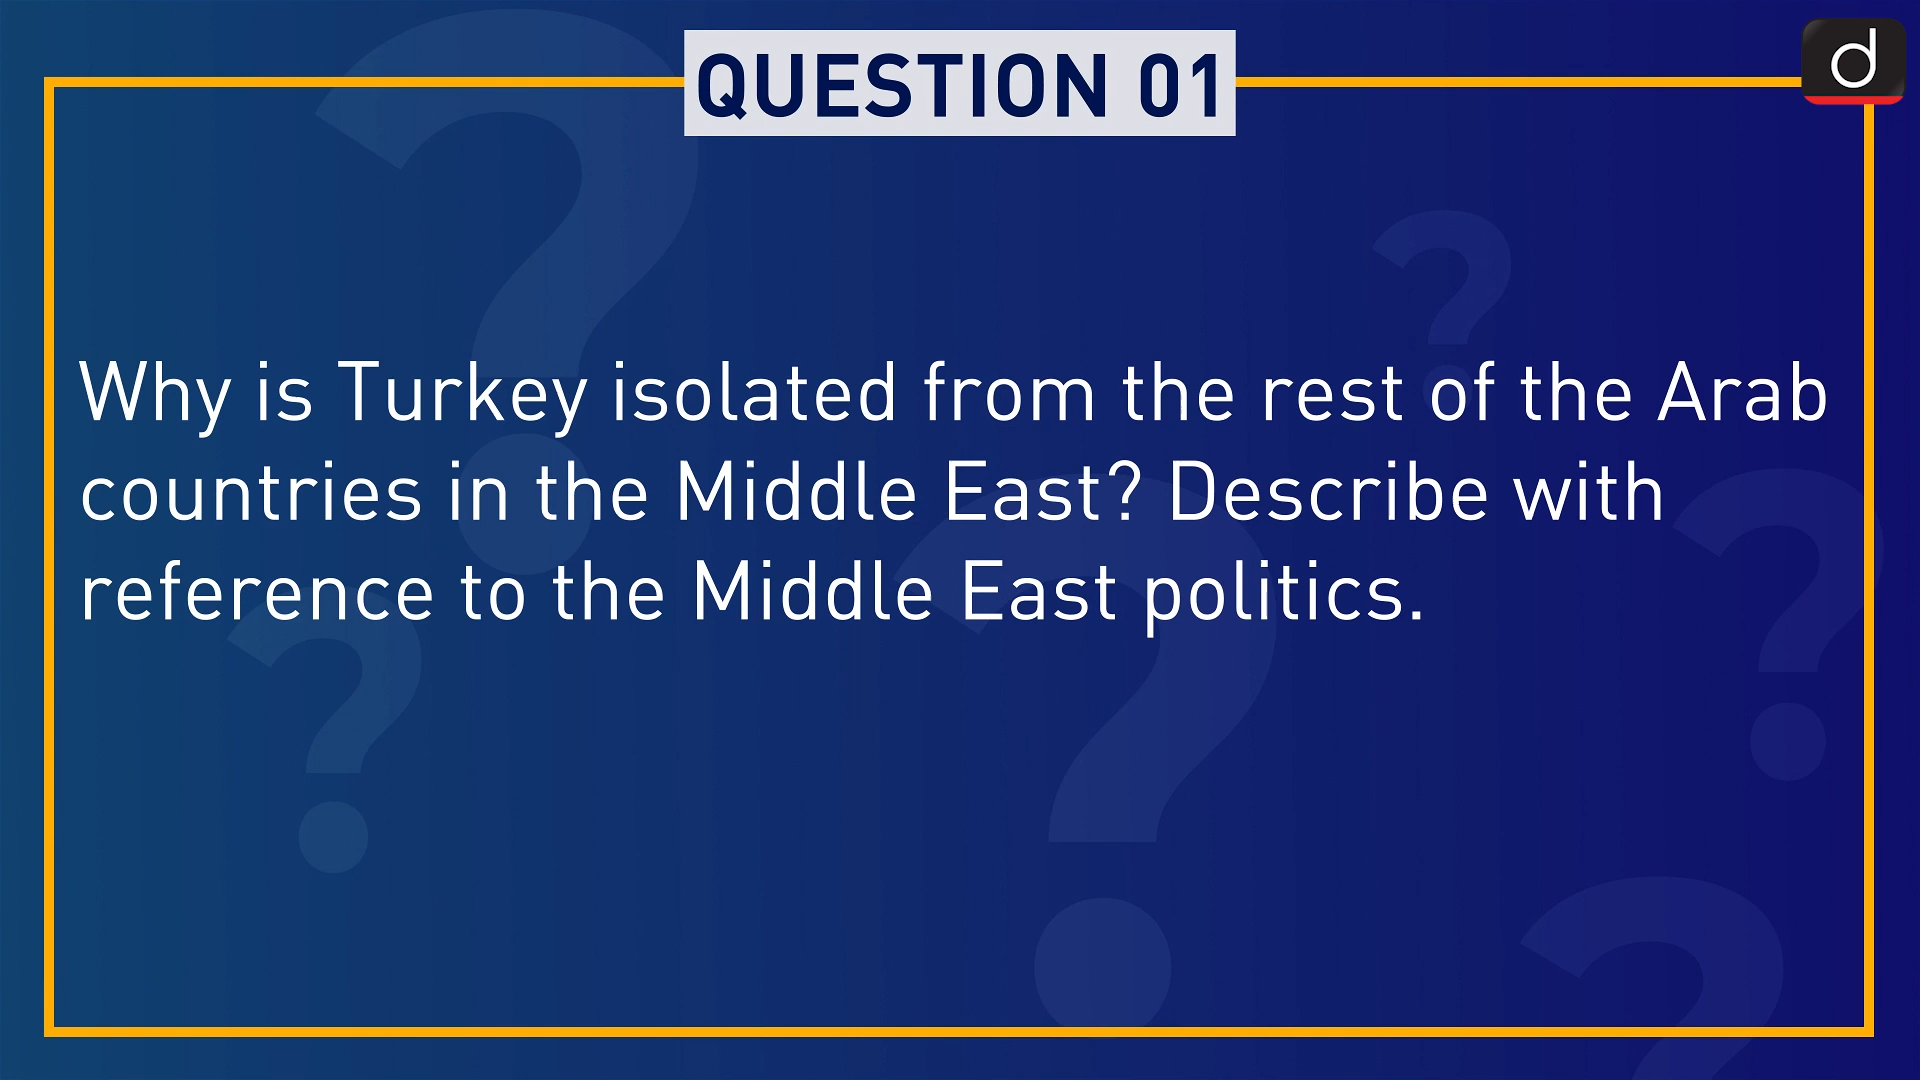 QUESTION 01
d
Why is Turkey isolated from the rest of the Arab
countries in the Middle East? Describe with
reference to the Middle East politics.